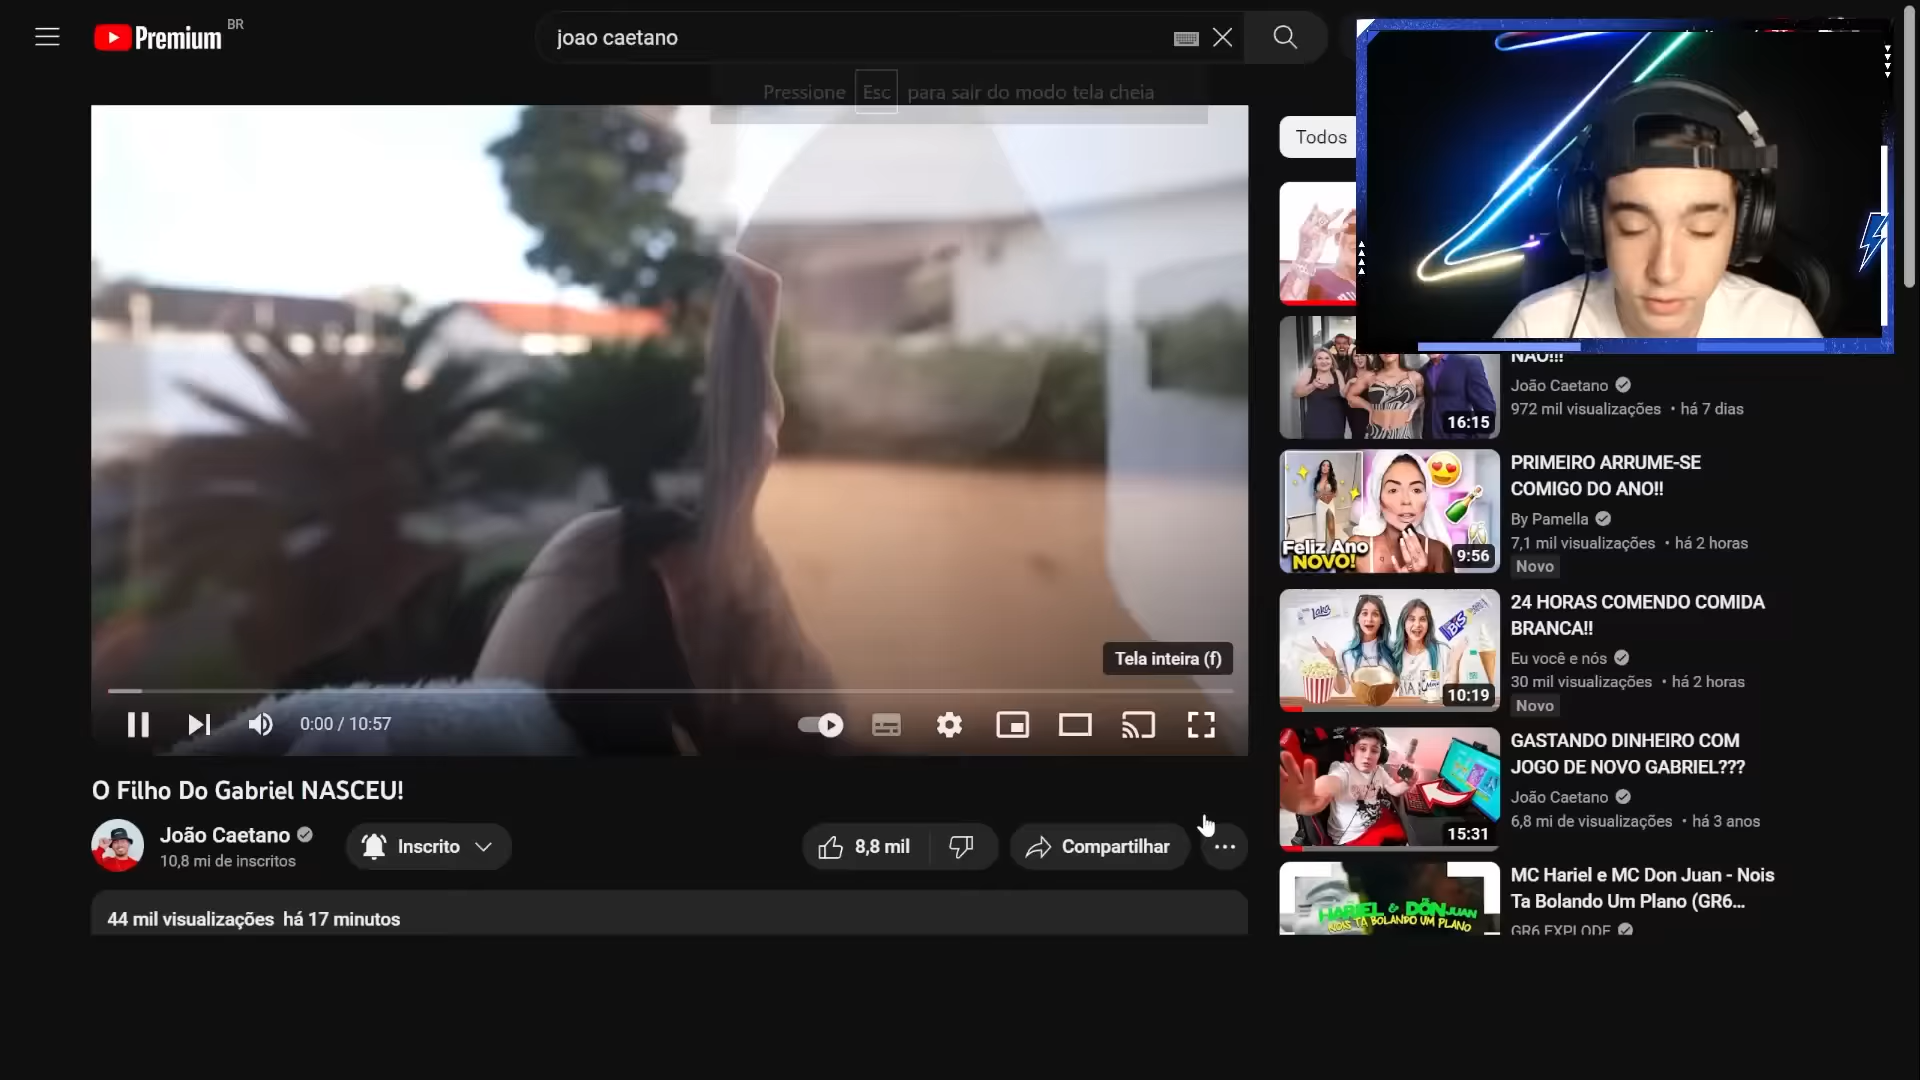 Premium BR
joao caetano
Pressione Esc para sair do modo tela cheia
Todos
Tela inteira (f)
0:00 / 10:57
O Filho Do Gabriel NASCEU!
João Caetano
10,8 mi de inscritos
Inscrito
8,8 mil
Compartilhar
44 mil visualizações há 17 minutos
NÃO!!!
João Caetano
972 mil visualizações • há 7 dias
16:15
PRIMEIRO ARRUME-SE
COMIGO DO ANO!!
By Pamella
7,1 mil visualizações • há 2 horas
Novo
Feliz Ano
NOVO!
9:56
24 HORAS COMENDO COMIDA
BRANCA!!
Eu você e nós
30 mil visualizações • há 2 horas
Novo
Laka
BIS
10:19
GASTANDO DINHEIRO COM
JOGO DE NOVO GABRIEL???
João Caetano
6,8 mi de visualizações • há 3 anos
15:31
MC Hariel e MC Don Juan - Nois
Ta Bolando Um Plano (GR6...
GR6 EXPLODE
HARIEL & DON JUAN
NOIS TA BOLANDO UM PLANO